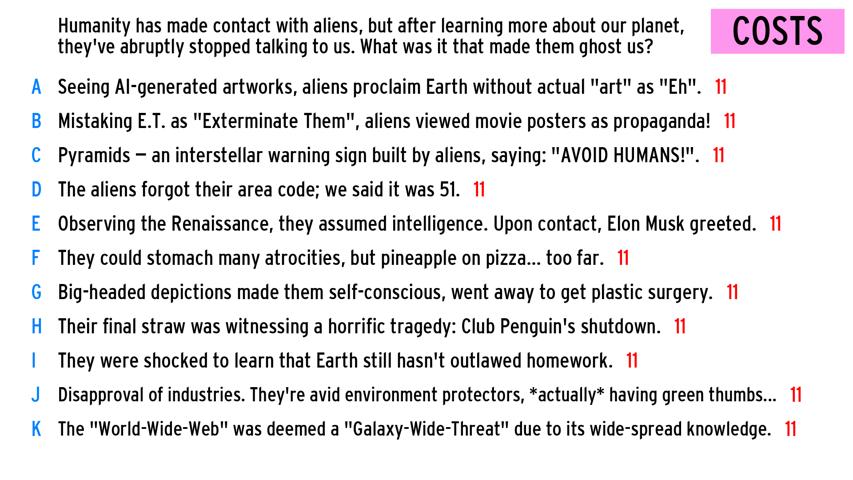 Humanity has made contact with aliens, but after learning more about our planet,
they've abruptly stopped talking to us. What was it that made them ghost us?
COSTS
A Seeing AI-generated artworks, aliens proclaim Earth without actual "art" as "Eh". 11
B Mistaking E.T. as "Exterminate Them", aliens viewed movie posters as propaganda! 11
C Pyramids – an interstellar warning sign built by aliens, saying: "AVOID HUMANS!". 11
D The aliens forgot their area code; we said it was 51. 11
E Observing the Renaissance, they assumed intelligence. Upon contact, Elon Musk greeted. 11
F They could stomach many atrocities, but pineapple on pizza... too far. 11
G Big-headed depictions made them self-conscious, went away to get plastic surgery. 11
H Their final straw was witnessing a horrific tragedy: Club Penguin's shutdown. 11
I They were shocked to learn that Earth still hasn't outlawed homework. 11
J Disapproval of industries. They're avid environment protectors, *actually* having green thumbs... 11
K The "World-Wide-Web" was deemed a "Galaxy-Wide-Threat" due to its wide-spread knowledge. 11